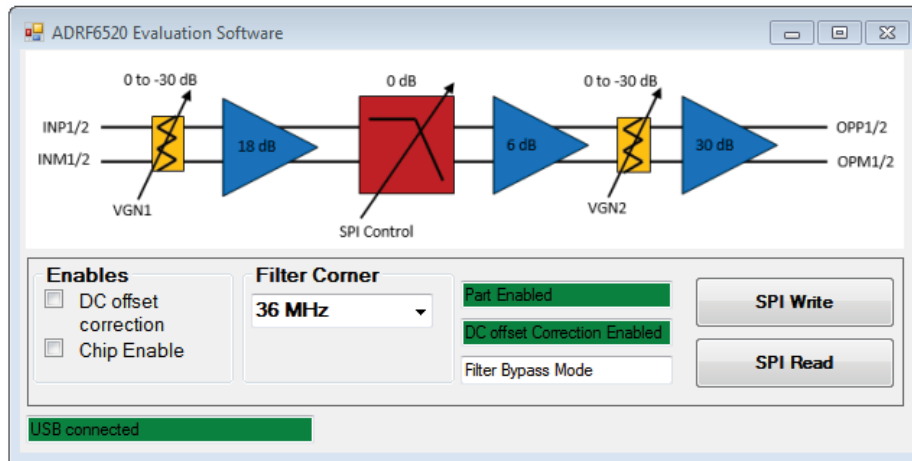 ADRF6520 Evaluation Software
0 to -30 dB
0 dB
0 to -30 dB
INP1/2
OPP1/2
18 dB
6 dB
30 dB
INM1/2
OPM1/2
VGN1
VGN2
SPI Control
Enables
DC offset
correction
Chip Enable
Filter Corner
36 MHz
Part Enabled
DC offset Correction Enabled
Filter Bypass Mode
SPI Write
SPI Read
USB connected